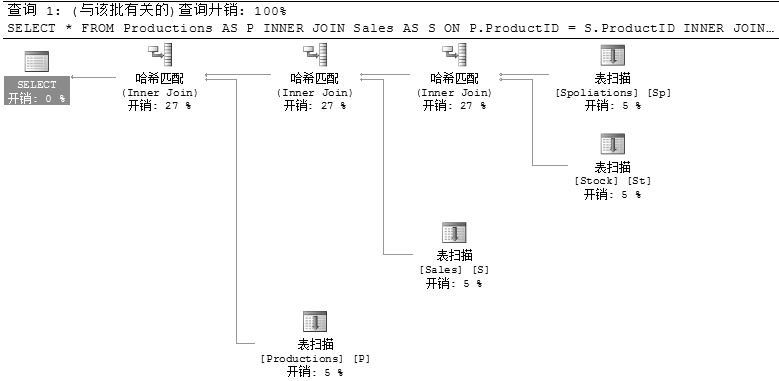 查询 1: (与该批有关的)查询开销: 100%
SELECT * FROM Productions AS P INNER JOIN Sales AS S ON P.ProductID = S.ProductID INNER JOIN…
SELECT
开销: 0 %
哈希匹配
(Inner Join)
开销: 27 %
哈希匹配
(Inner Join)
开销: 27 %
哈希匹配
(Inner Join)
开销: 27 %
表扫描
[Spoliations] [Sp]
开销: 5 %
表扫描
[Stock] [St]
开销: 5 %
表扫描
[Sales] [S]
开销: 5 %
表扫描
[Productions] [P]
开销: 5 %